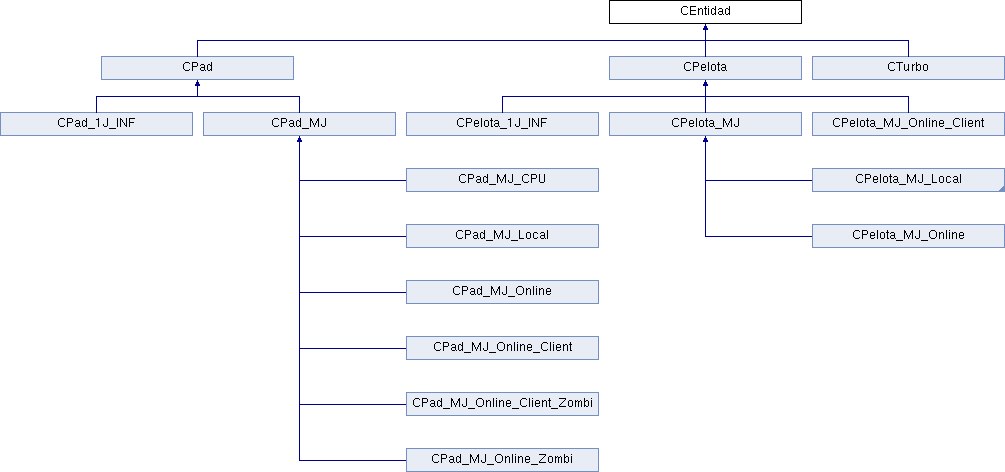 CEntidad
CPad
CPelota
CTurbo
CPad_1J_INF
CPad_MJ
CPelota_1J_INF
CPelota_MJ
CPelota_MJ_Online_Client
CPad_MJ_CPU
CPelota_MJ_Local
CPad_MJ_Local
CPelota_MJ_Online
CPad_MJ_Online
CPad_MJ_Online_Client
CPad_MJ_Online_Client_Zombi
CPad_MJ_Online_Zombi